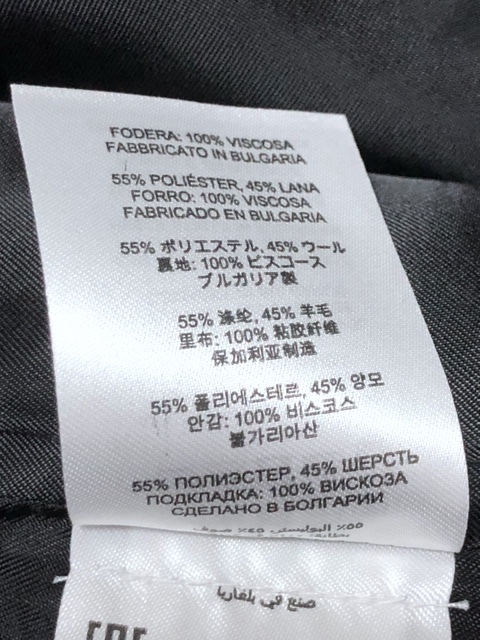 FODERA: 100% VISCOSA
FABBRICATO IN BULGARIA
55% POLIÉSTER, 45% LANA
FORRO: 100% VISCOSA
FABRICADO EN BULGARIA
55% ポリエステル, 45% ウール
裏地: 100% ビスコース
ブルガリア製
55% 涤纶, 45% 羊毛
里布: 100% 粘胶纤维
保加利亚制造
55% 폴리에스테르, 45% 양모
안감: 100% 비스코스
불가리아산
55% ПОЛИЭСТЕР, 45% ШЕРСТЬ
ПОДКЛАДКА: 100% ВИСКОЗА
СДЕЛАНО В БОЛГАРИИ
٥٥٪ البوليستر، ٤٥٪ صوف
صنع في بلغاريا